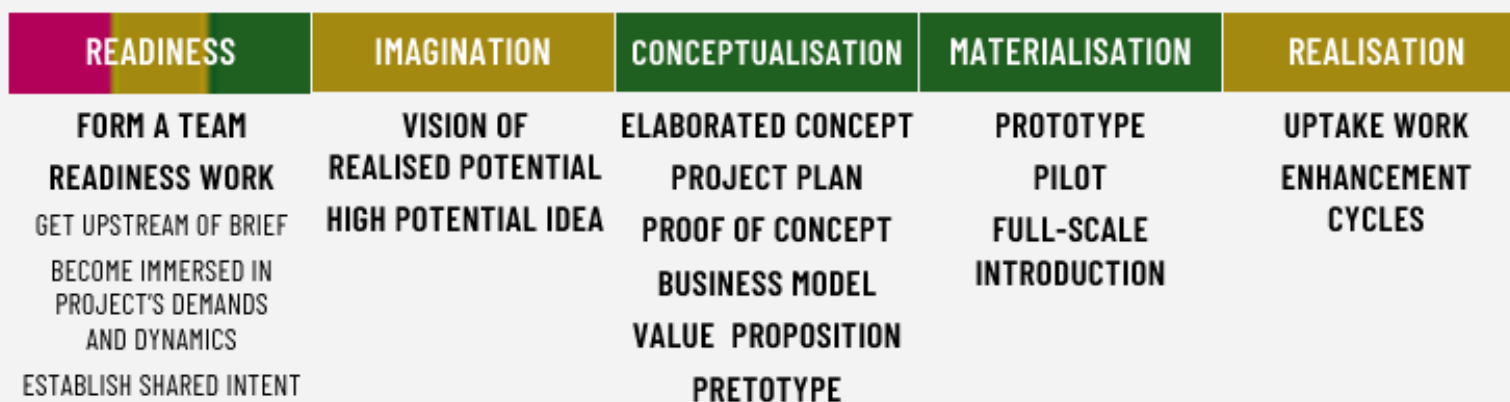 READINESS
FORM A TEAM
READINESS WORK
GET UPSTREAM OF BRIEF
BECOME IMMERSED IN
PROJECT'S DEMANDS
AND DYNAMICS
ESTABLISH SHARED INTENT
IMAGINATION
VISION OF
REALISED POTENTIAL
HIGH POTENTIAL IDEA
CONCEPTUALISATION
ELABORATED CONCEPT
PROJECT PLAN
PROOF OF CONCEPT
BUSINESS MODEL
VALUE PROPOSITION
PRETOTYPE
MATERIALISATION
PROTOTYPE
PILOT
FULL-SCALE
INTRODUCTION
REALISATION
UPTAKE WORK
ENHANCEMENT
CYCLES